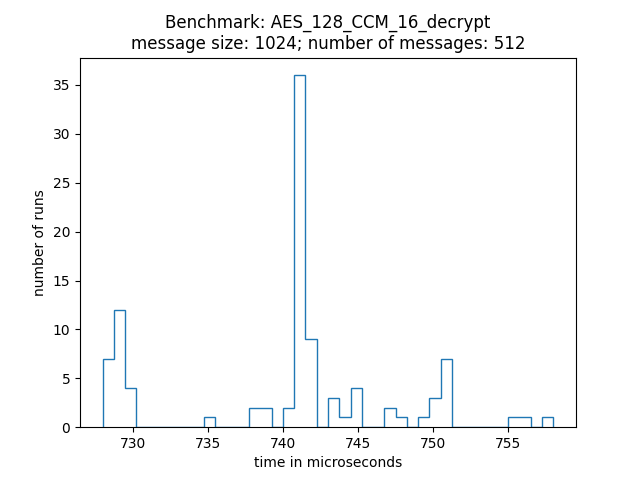 Benchmark: AES_128_CCM_16_decrypt
message size: 1024; number of messages: 512
35
30
25
20
15
10
5
0
number of runs
730 735 740 745 750 755
time in microseconds